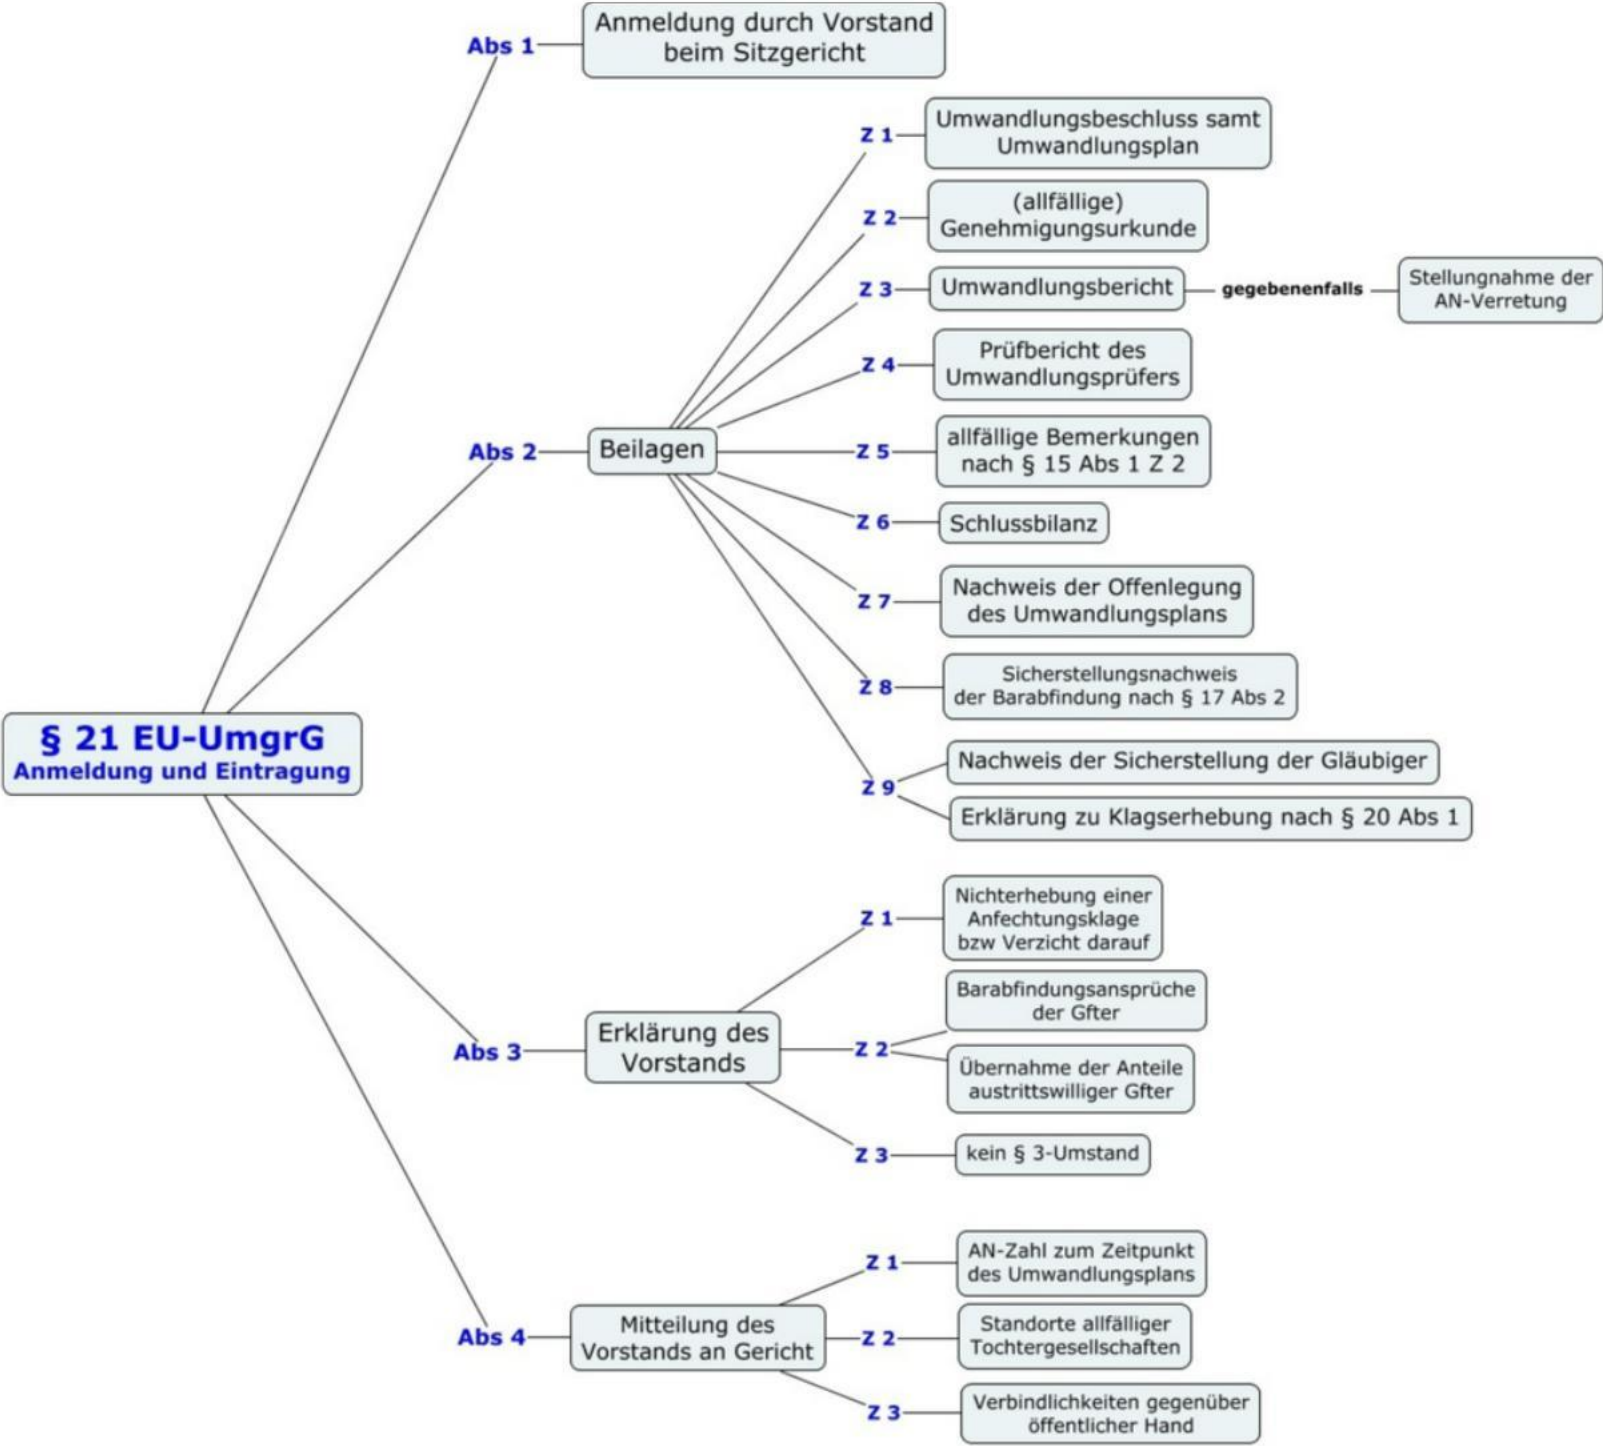 § 21 EU-UmgrG
Anmeldung und Eintragung
Abs 1
Anmeldung durch Vorstand
beim Sitzgericht
Abs 2
Beilagen
Z 1
Umwandlungsbeschluss samt
Umwandlungsplan
Z 2
(allfällige)
Genehmigungsurkunde
Z 3
Umwandlungsbericht
gegebenenfalls
Stellungnahme der
AN-Verretung
Z 4
Prüfbericht des
Umwandlungsprüfers
Z 5
allfällige Bemerkungen
nach § 15 Abs 1 Z 2
Z 6
Schlussbilanz
Z 7
Nachweis der Offenlegung
des Umwandlungsplans
Z 8
Sicherstellungsnachweis
der Barabfindung nach § 17 Abs 2
Z 9
Nachweis der Sicherstellung der Gläubiger
Erklärung zu Klagserhebung nach § 20 Abs 1
Abs 3
Erklärung des
Vorstands
Z 1
Nichterhebung einer
Anfechtungsklage
bzw Verzicht darauf
Z 2
Barabfindungsansprüche
der Gfter
Übernahme der Anteile
austrittswilliger Gfter
Z 3
kein § 3-Umstand
Abs 4
Mitteilung des
Vorstands an Gericht
Z 1
AN-Zahl zum Zeitpunkt
des Umwandlungsplans
Z 2
Standorte allfälliger
Tochtergesellschaften
Z 3
Verbindlichkeiten gegenüber
öffentlicher Hand